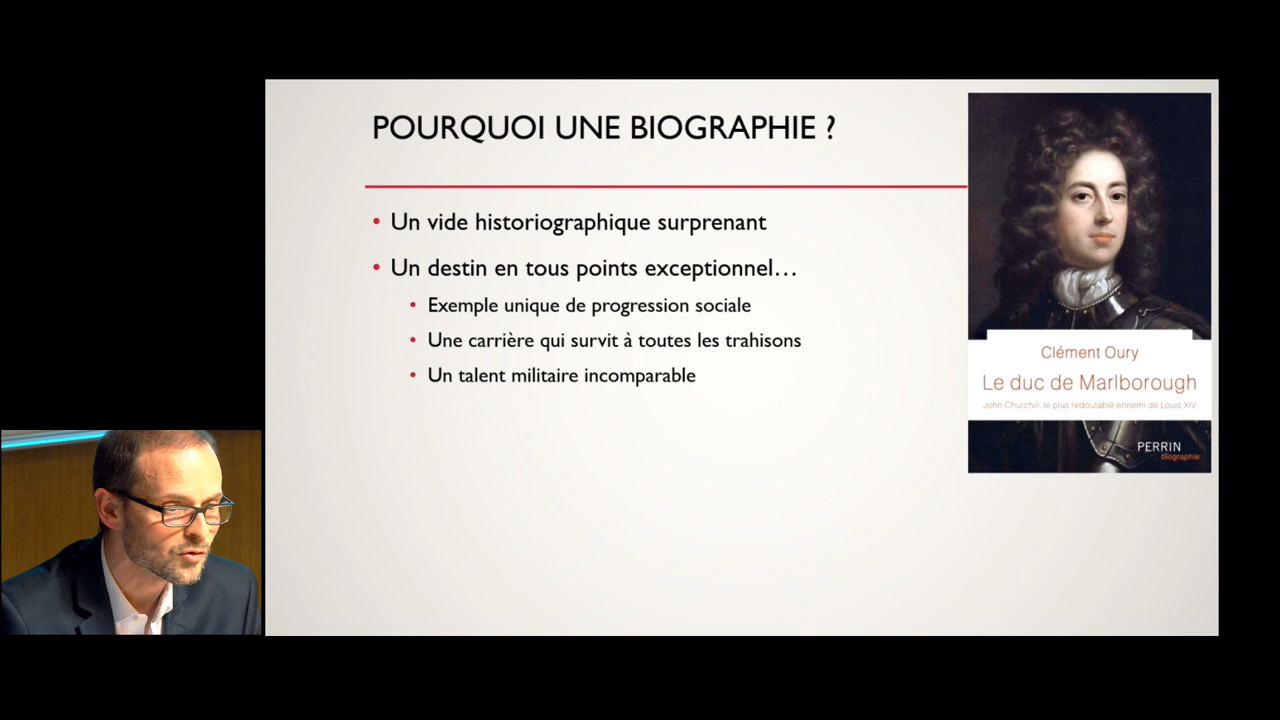 POURQUOI UNE BIOGRAPHIE ?
• Un vide historiographique surprenant
• Un destin en tous points exceptionnel…
• Exemple unique de progression sociale
• Une carrière qui survit à toutes les trahisons
• Un talent militaire incomparable
Clément Oury
Le duc de Marlborough
John Churchill, le plus redoutable ennemi de Louis XIV
PERRIN
biographie